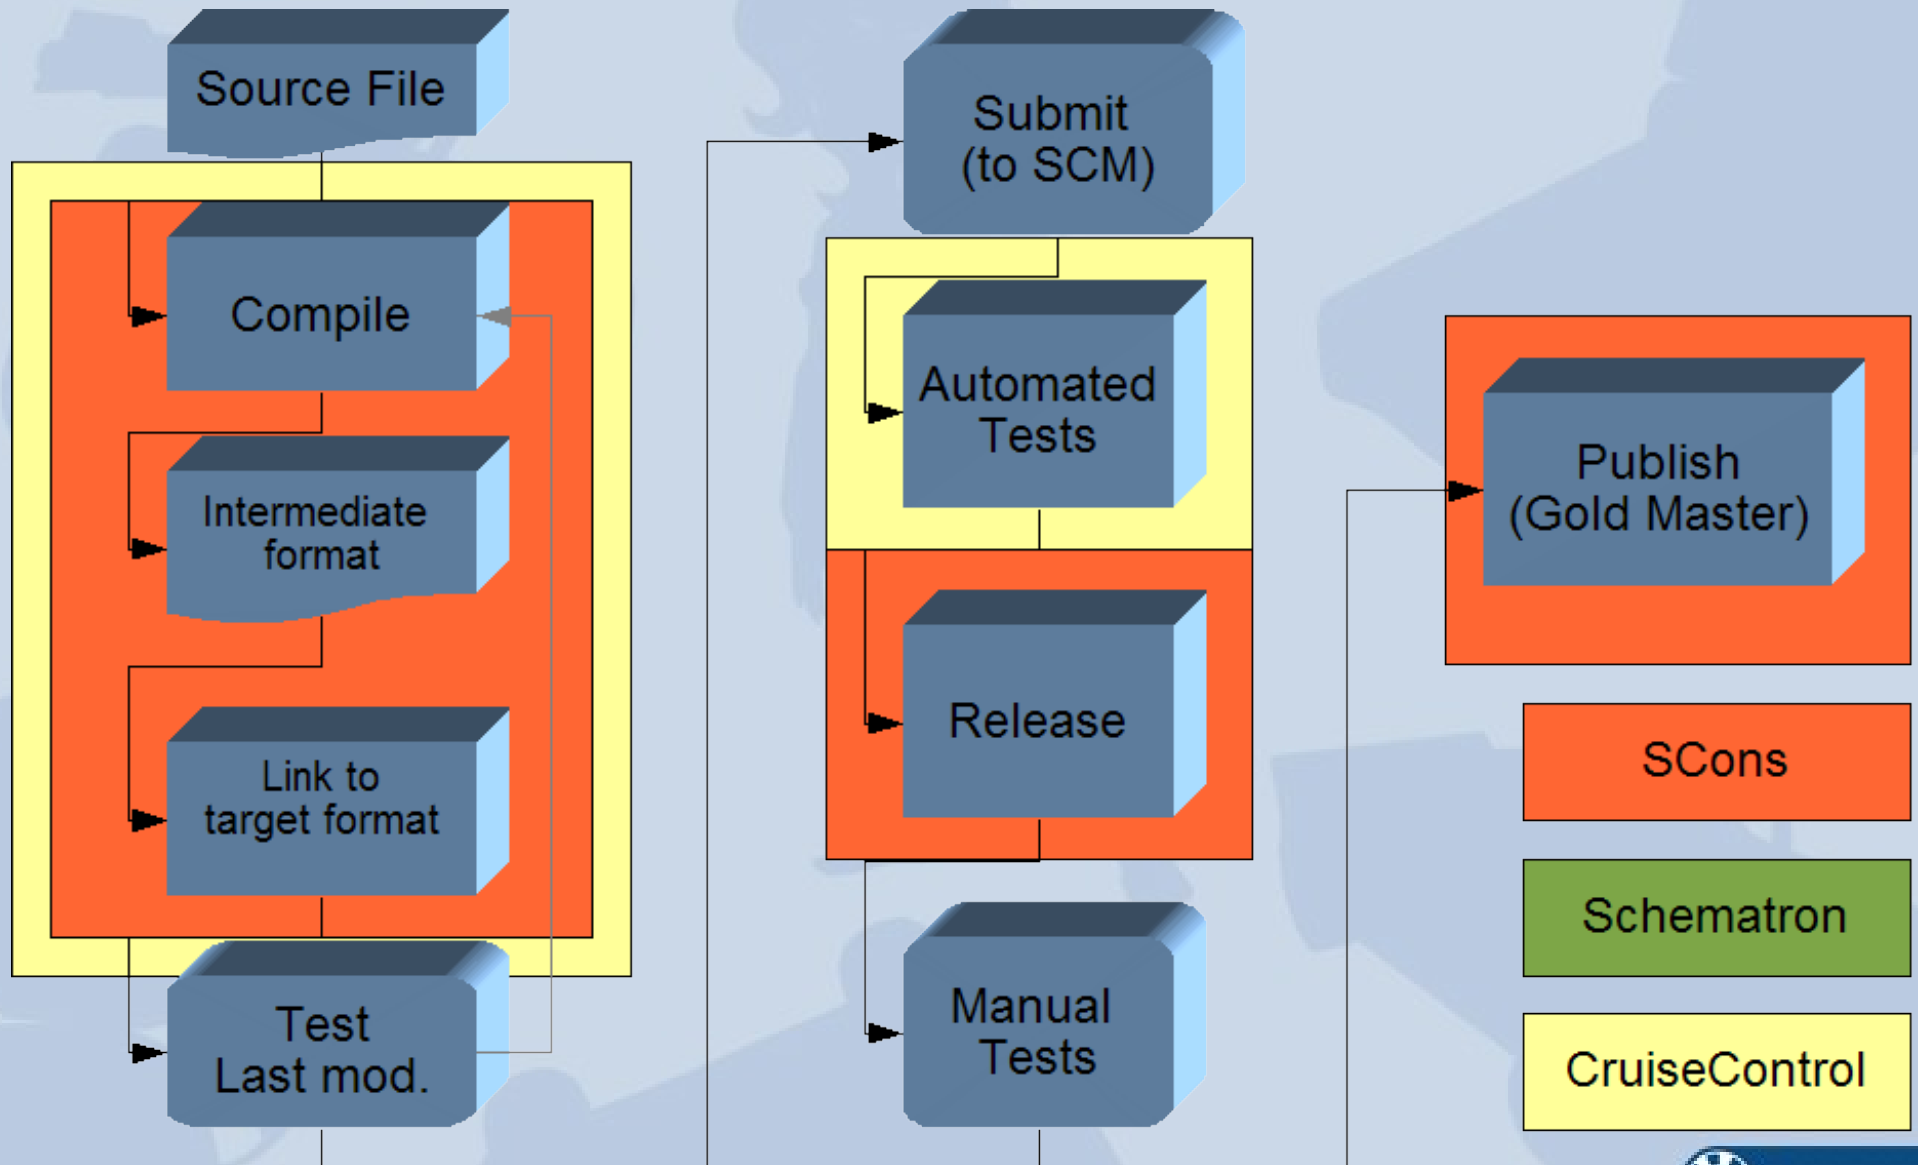 Source File
Compile
Intermediate
format
Link to
target format
Test
Last mod.
Submit
(to SCM)
Automated
Tests
Release
Manual
Tests
Publish
(Gold Master)
SCons
Schematron
CruiseControl